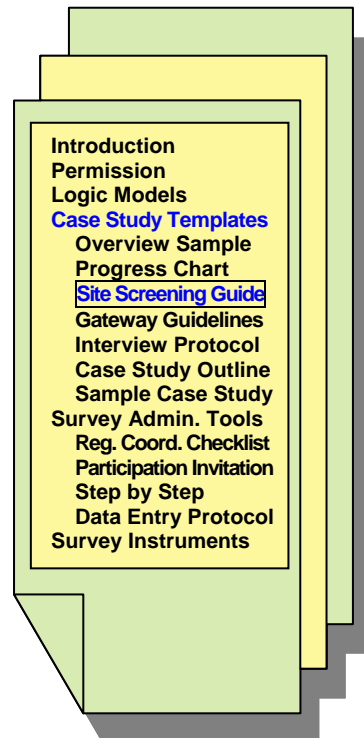 Introduction
Permission
Logic Models
Case Study Templates
Overview Sample
Progress Chart
Site Screening Guide
Gateway Guidelines
Interview Protocol
Case Study Outline
Sample Case Study
Survey Admin. Tools
Reg. Coord. Checklist
Participation Invitation
Step by Step
Data Entry Protocol
Survey Instruments